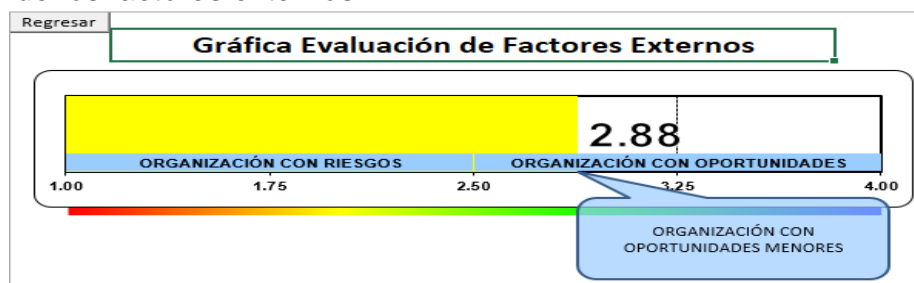 Regresar
Gráfica Evaluación de Factores Externos
2.88
ORGANIZACIÓN CON RIESGOS ORGANIZACIÓN CON OPORTUNIDADES
1.00 1.75 2.50 3.25 4.00
ORGANIZACIÓN CON
OPORTUNIDADES MENORES